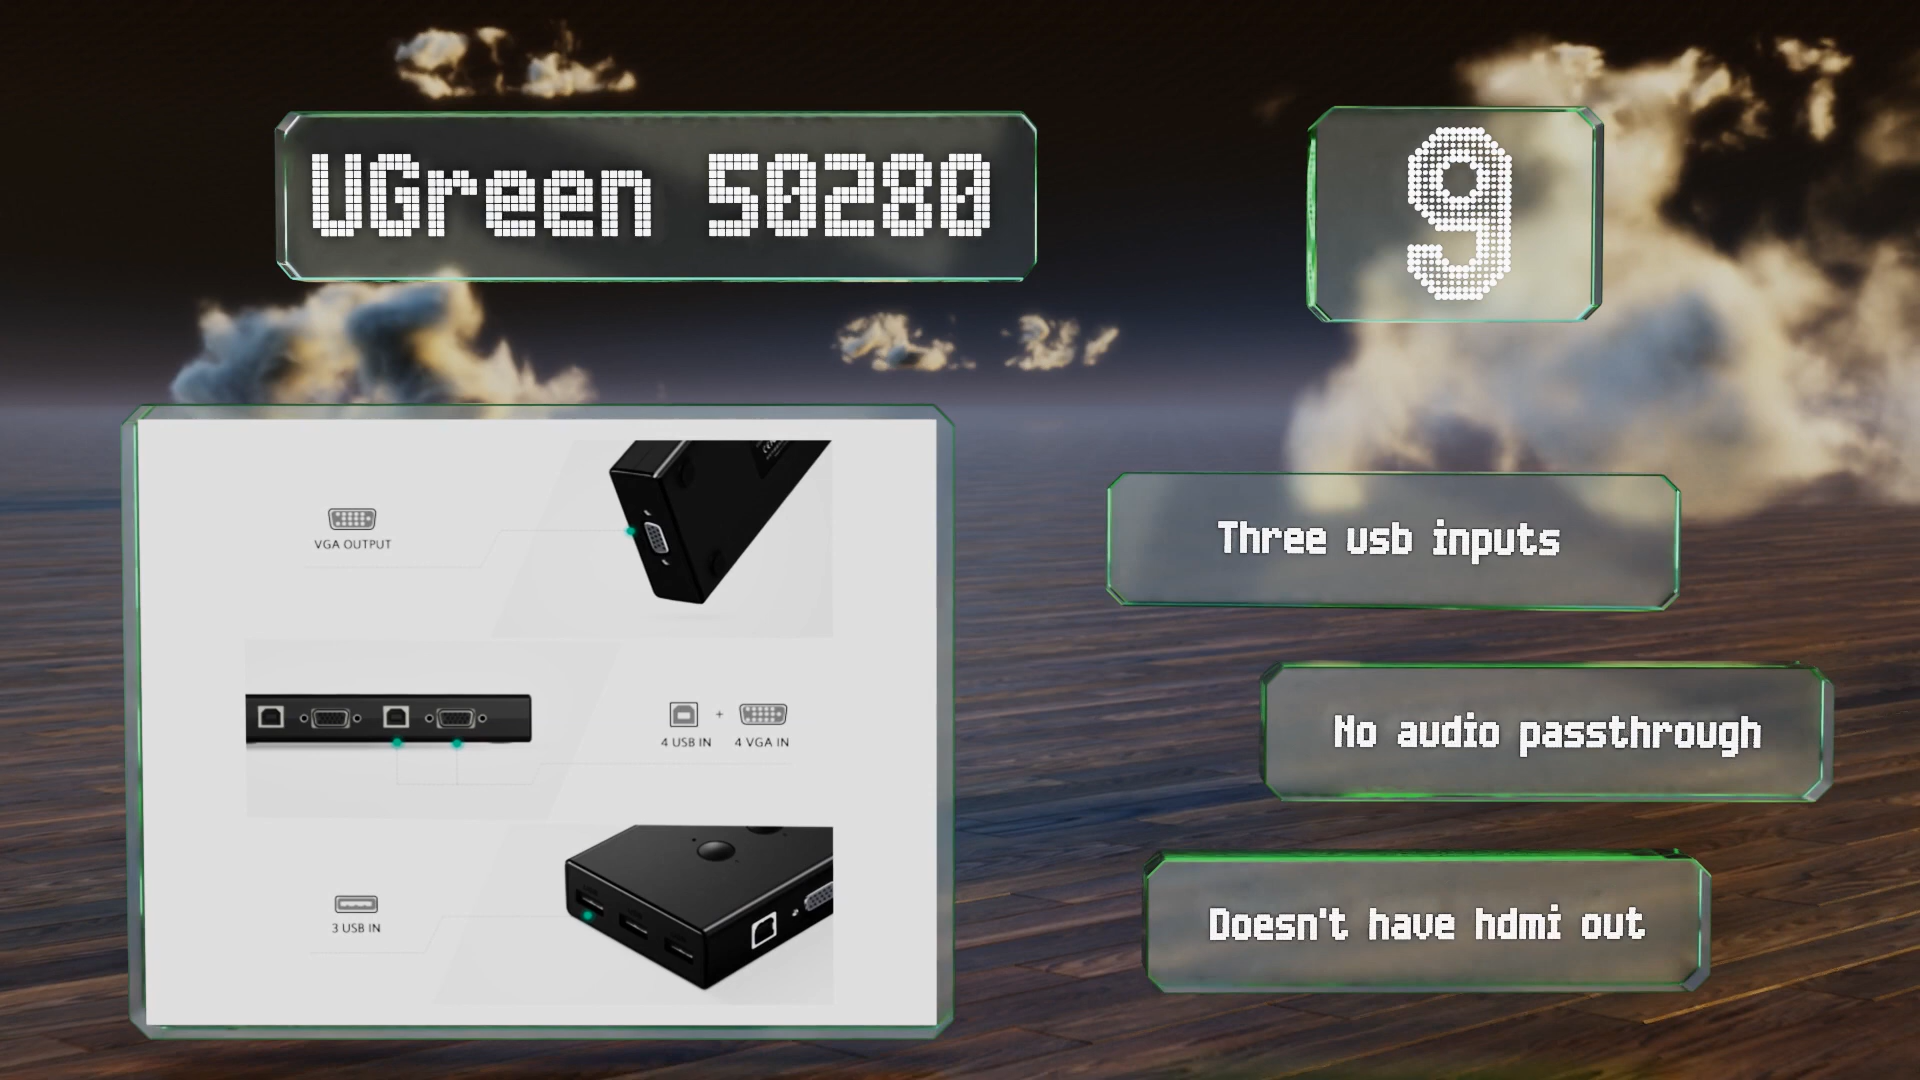 UGreen 50280
9
VGA OUTPUT
Three usb inputs
4 USB IN + 4 VGA IN
No audio passthrough
3 USB IN
Doesn't have hdmi out